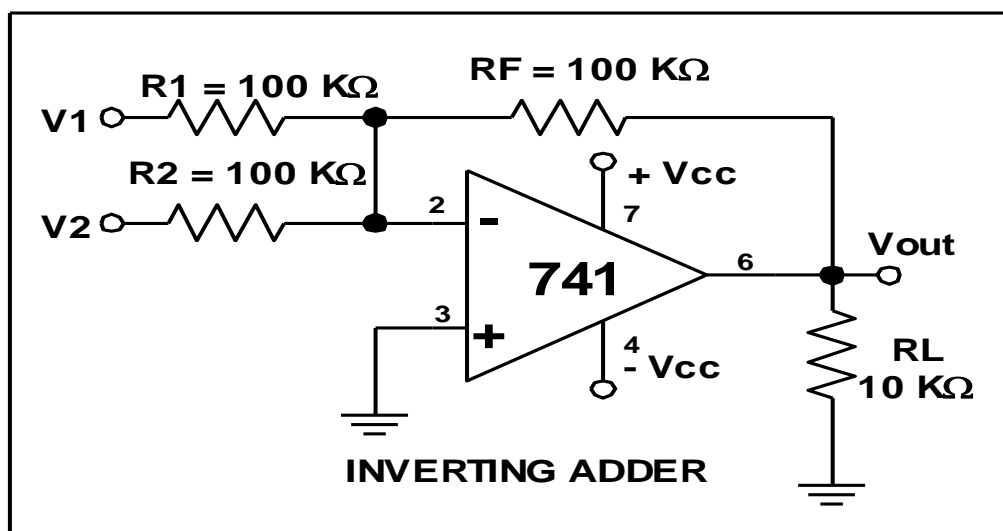 RF = 100 KΩ
R1 = 100 KΩ
V1
R2 = 100 KΩ
+ Vcc
V2
2
-
7
Vout
741
6
3
+
4
- Vcc
RL
10 KΩ
INVERTING ADDER